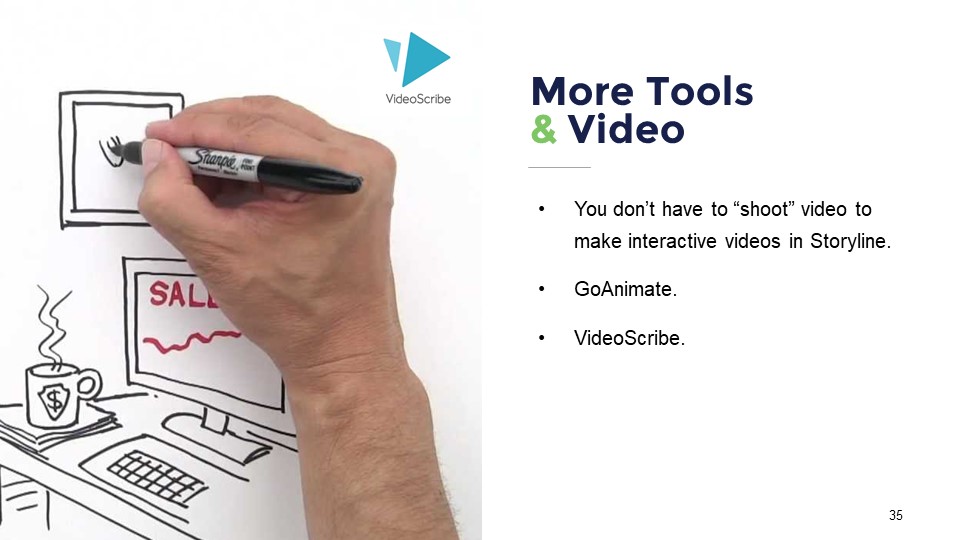 VideoScribe
Sharpie
SAL
$
More Tools
& Video
• You don’t have to “shoot” video to
make interactive videos in Storyline.
• GoAnimate.
• VideoScribe.
35